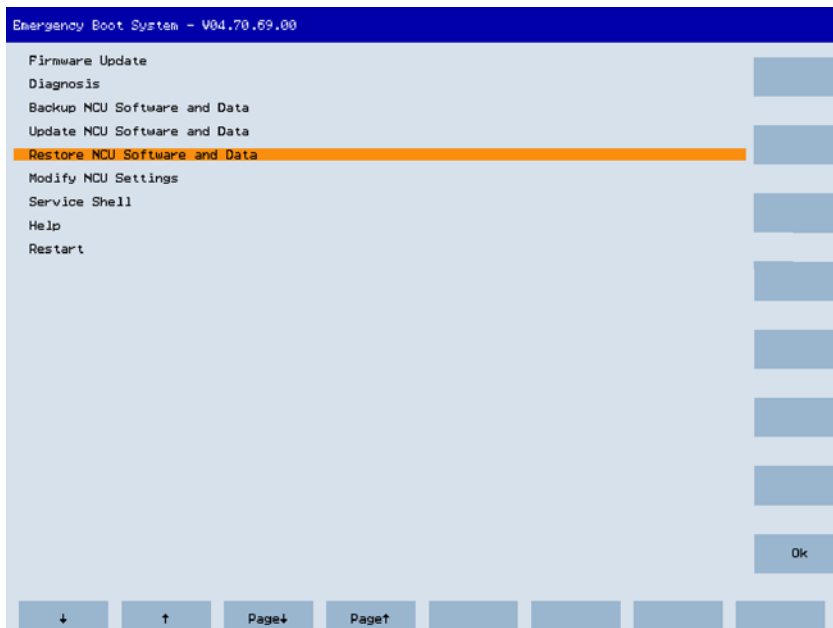 Emergency Boot System - V04.70.69.00
Firmware Update
Diagnosis
Backup NCU Software and Data
Update NCU Software and Data
Restore NCU Software and Data
Modify NCU Settings
Service Shell
Help
Restart
Ok
↓ ↑ Page↓ Page↑